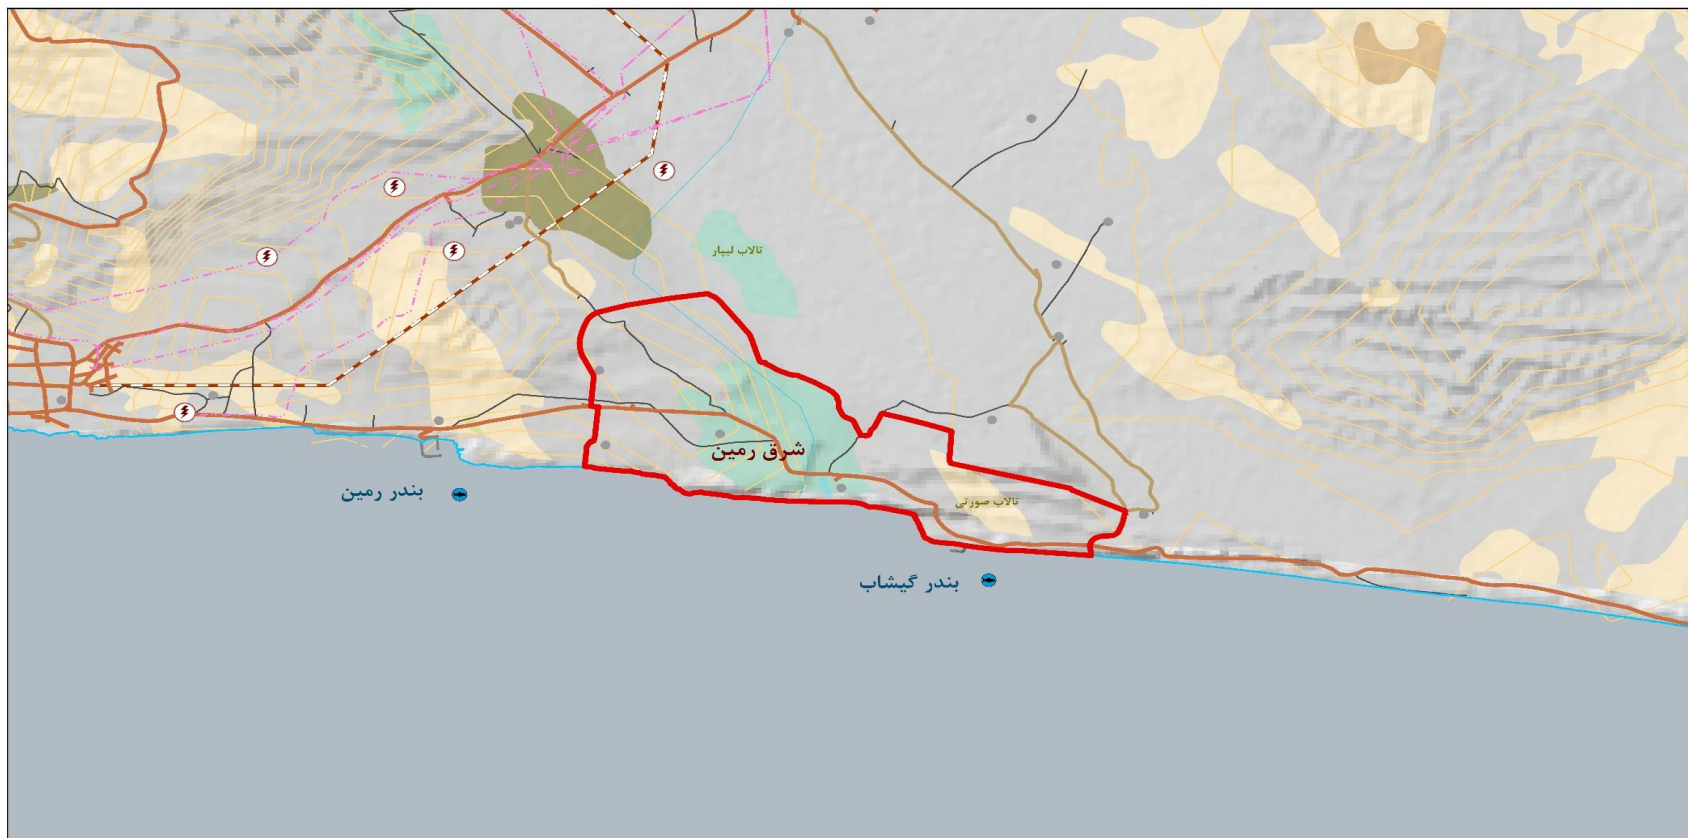 تالاب لیپار
شرق رمین
بندر رمین
تالاب صورتی
بندر گیشاب